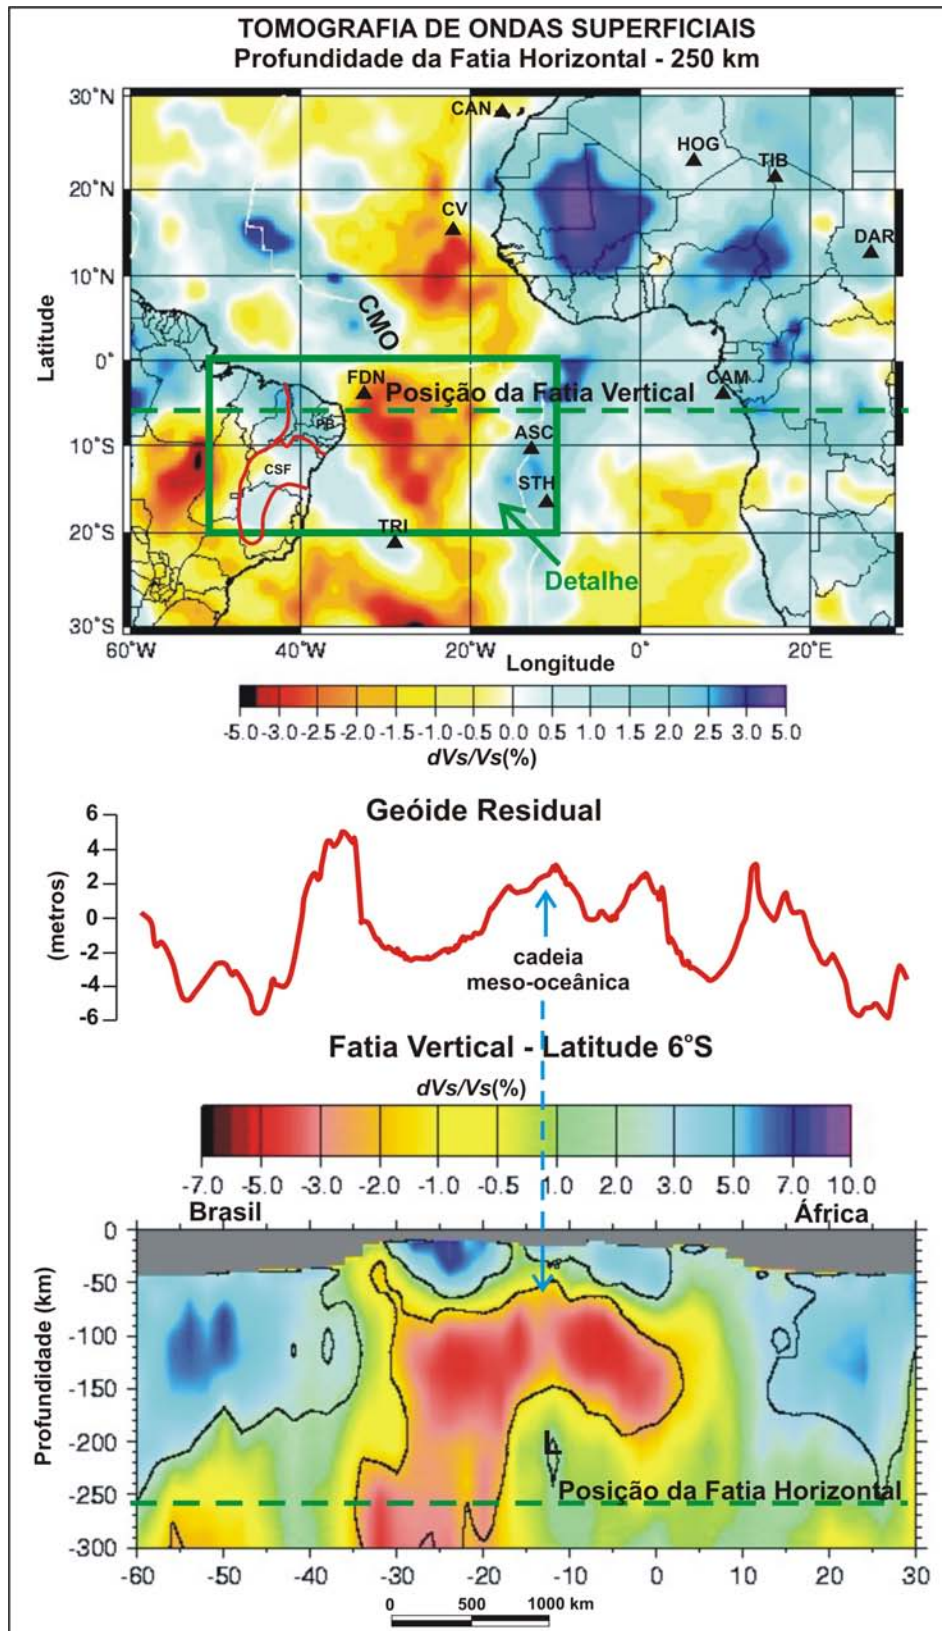 TOMOGRAFIA DE ONDAS SUPERFICIAIS
Profundidade da Fatia Horizontal - 250 km
30°N
20°N
10°N
0°
10°S
20°S
30°S
Latitude
CAN
HOG
TIB
CV
DAR
CMO
FDN
Posição da Fatia Vertical
CAM
PB
ASC
CSF
STH
TRI
Detalhe
60°W 40°W 20°W 0° 20°E
Longitude
-5.0 -3.0 -2.5 -2.0 -1.5 -1.0 -0.5 0.0 0.5 1.0 1.5 2.0 2.5 3.0 5.0
dVs/Vs(%)
Geóide Residual
6
4
2
0
-2
-4
-6
(metros)
cadeia
meso-oceânica
Fatia Vertical - Latitude 6°S
dVs/Vs(%)
-7.0 -5.0 -3.0 -2.0 -1.0 -0.5 1.0 2.0 3.0 5.0 7.0 10.0
Brasil África
0
-50
-100
-150
-200
-250
-300
Profundidade (km)
L
Posição da Fatia Horizontal
-60 -50 -40 -30 -20 -10 0 10 20 30
0 500 1000 km